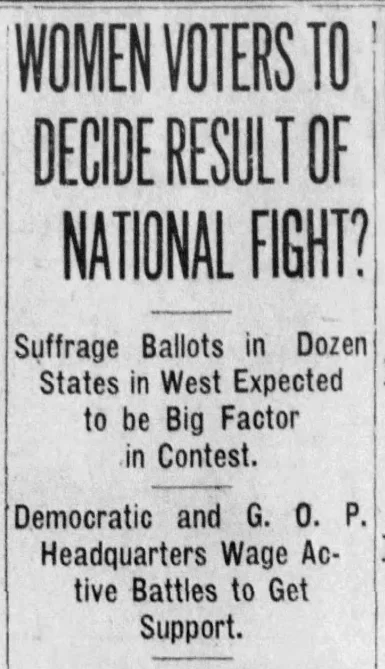 WOMEN VOTERS TO
DECIDE RESULT OF
NATIONAL FIGHT?
Suffrage Ballots in Dozen
States in West Expected
to be Big Factor
in Contest.
Democratic and G. O. P.
Headquarters Wage Ac-
tive Battles to Get
Support.